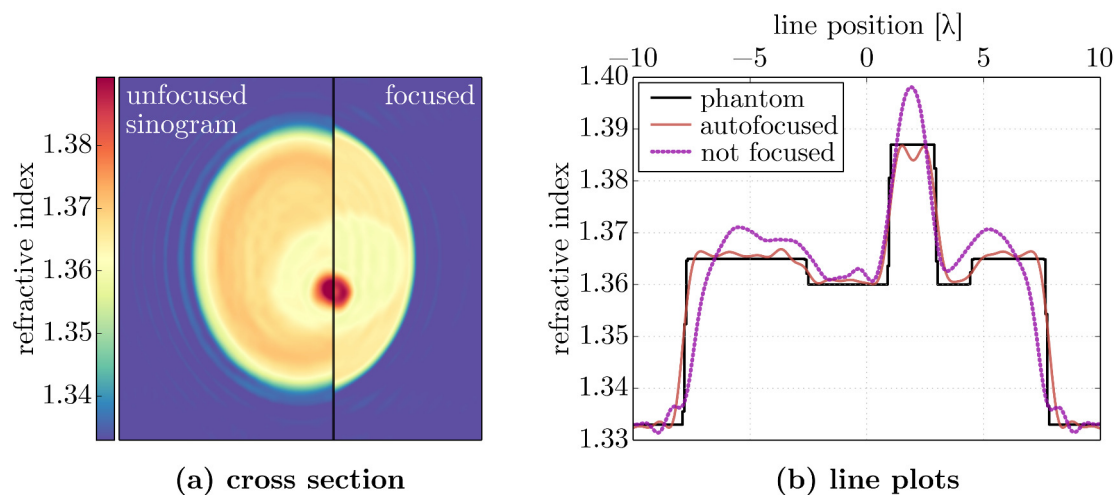 unfocused
sinogram
focused
refractive index
1.38
1.37
1.36
1.35
1.34
(a) cross section
line position [λ]
−10 −5 0 5 10
refractive index
1.40
1.39
1.38
1.37
1.36
1.35
1.34
1.33
phantom
autofocused
not focused
(b) line plots